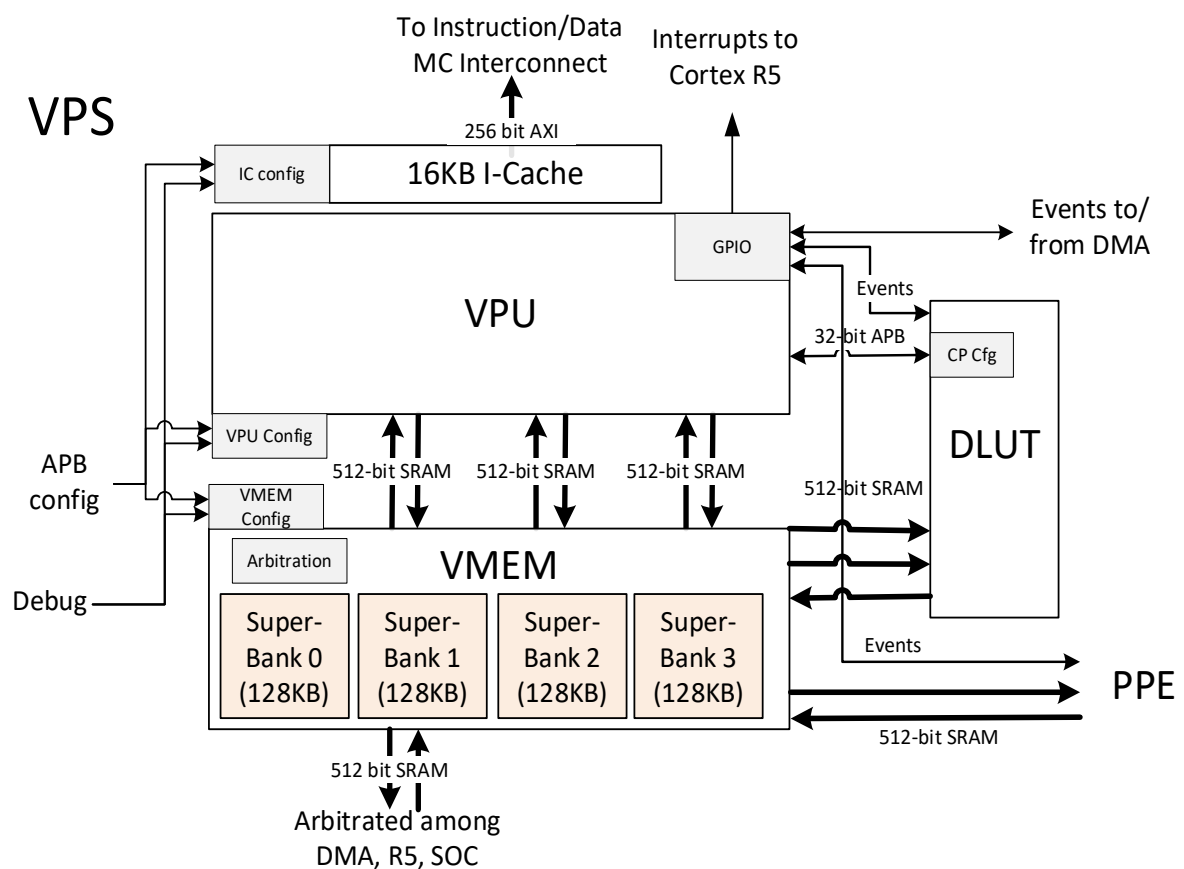 To Instruction/Data
MC Interconnect
Interrupts to
Cortex R5
VPS
256 bit AXI
IC config
16KB I-Cache
GPIO
Events to/
from DMA
VPU
Events
32-bit APB
CP Cfg
DLUT
VPU Config
APB
config
512-bit SRAM
512-bit SRAM
512-bit SRAM
512-bit SRAM
VMEM
Config
Arbitration
VMEM
Debug
Super-
Bank 0
(128KB)
Super-
Bank 1
(128KB)
Super-
Bank 2
(128KB)
Super-
Bank 3
(128KB)
Events
PPE
512-bit SRAM
512 bit SRAM
Arbitrated among
DMA, R5, SOC